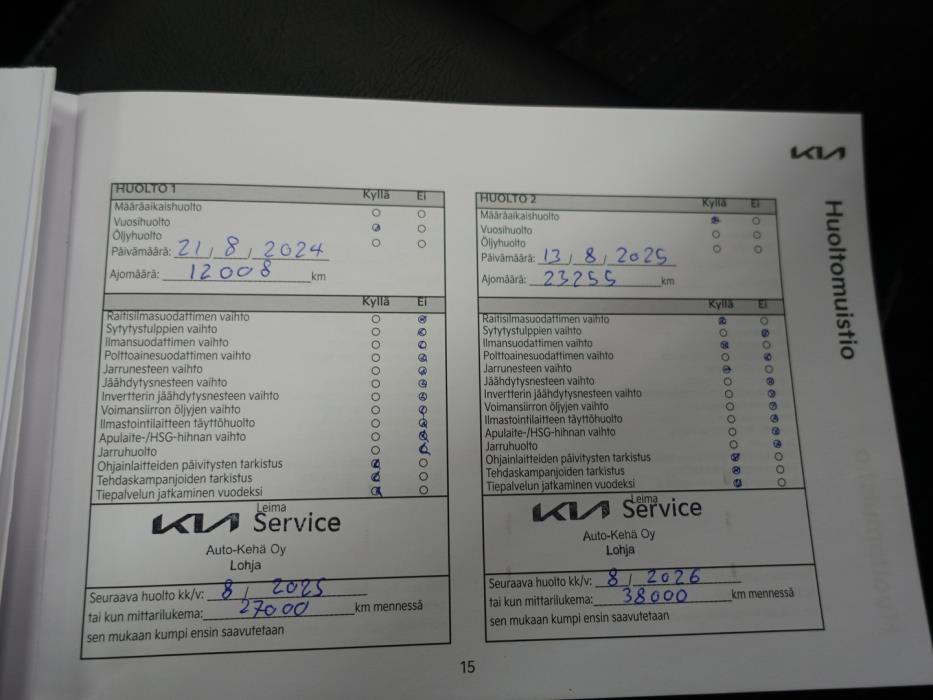 KIA
Huoltomuistio
HUOLTO 1 Kyllä Ei
Määräaikaishuolto
Vuosihuolto
Öljyhuolto
Päivämäärä: 21 / 8 / 2024
Ajomäärä: 12008 km
Kyllä Ei
Raitisilmasuodattimen vaihto
Sytytystulppien vaihto
Ilmansuodattimen vaihto
Polttoainesuodattimen vaihto
Jarrunesteen vaihto
Jäähdytysnesteen vaihto
Invertterin jäähdytysnesteen vaihto
Voimansiirron öljyjen vaihto
Ilmastointilaitteen täyttöhuolto
Apulaite-/HSG-hihnan vaihto
Jarruhuolto
Ohjainlaitteiden päivitysten tarkistus
Tehdaskampanjoiden tarkistus
Tiepalvelun jatkaminen vuodeksi
Leima
KIA Service
Auto-Kehä Oy
Lohja
Seuraava huolto kk/v: 8 / 2025
tai kun mittarilukema: 27000 km mennessä
sen mukaan kumpi ensin saavutetaan
HUOLTO 2 Kyllä Ei
Määräaikaishuolto
Vuosihuolto
Öljyhuolto
Päivämäärä: 13 / 8 / 2025
Ajomäärä: 23255 km
Kyllä Ei
Raitisilmasuodattimen vaihto
Sytytystulppien vaihto
Ilmansuodattimen vaihto
Polttoainesuodattimen vaihto
Jarrunesteen vaihto
Jäähdytysnesteen vaihto
Invertterin jäähdytysnesteen vaihto
Voimansiirron öljyjen vaihto
Ilmastointilaitteen täyttöhuolto
Apulaite-/HSG-hihnan vaihto
Jarruhuolto
Ohjainlaitteiden päivitysten tarkistus
Tehdaskampanjoiden tarkistus
Tiepalvelun jatkaminen vuodeksi
Leima
KIA Service
Auto-Kehä Oy
Lohja
Seuraava huolto kk/v: 8 / 2026
tai kun mittarilukema: 38000 km mennessä
sen mukaan kumpi ensin saavutetaan
15